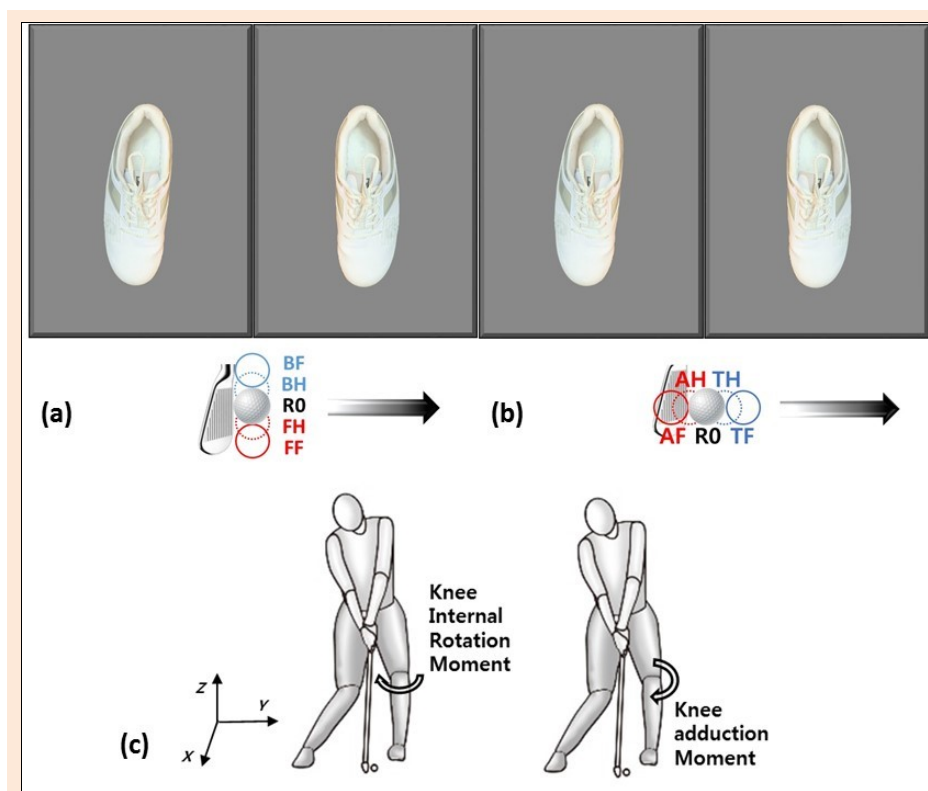 BF
BH
R0
FH
FF
(a)
AH TH
AF R0 TF
(b)
Knee
Internal
Rotation
Moment
Z
Y
X
(c)
Knee
adduction
Moment